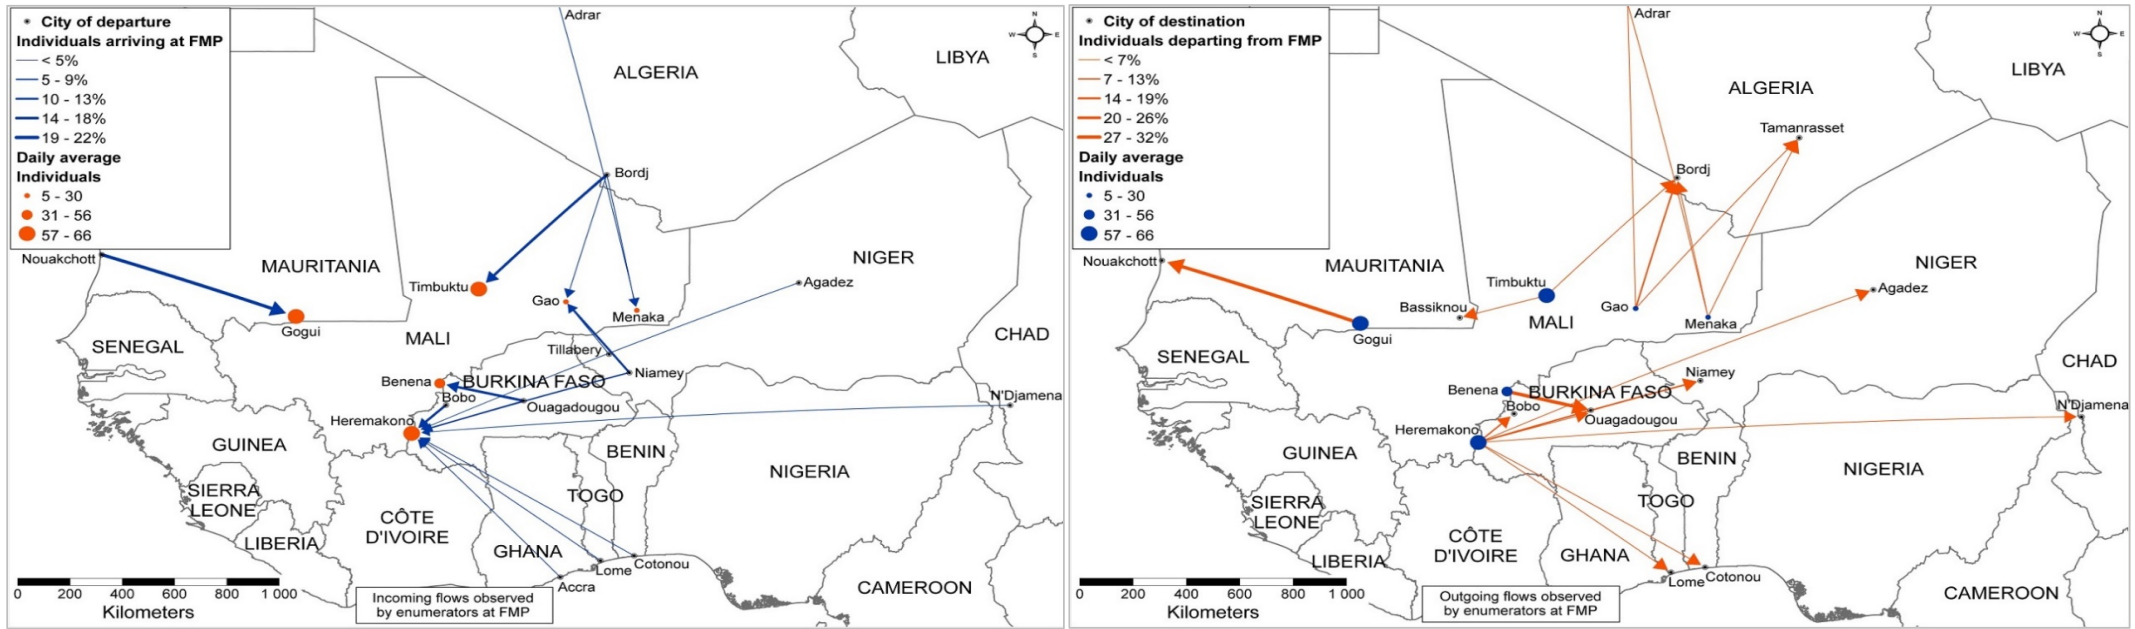 City of departure
Individuals arriving at FMP
< 5%
5 - 9%
10 - 13%
14 - 18%
19 - 22%
Daily average
Individuals
5 - 30
31 - 56
57 - 66
Adrar
ALGERIA
LIBYA
N
W E
S
Bordj
Nouakchott
MAURITANIA
Timbuktu
Gao
Menaka
NIGER
Agadez
Gogui
MALI
SENEGAL
CHAD
Tillabery
Niamey
Benena
BURKINA FASO
Bobo
Ouagadougou
N'Djamena
Heremakono
GUINEA
BENIN
NIGERIA
SIERRA
LEONE
TOGO
CÔTE
D'IVOIRE
LIBERIA
GHANA
Lome
Cotonou
Accra
CAMEROON
0 200 400 600 800 1 000
Kilometers
Incoming flows observed
by enumerators at FMP
City of destination
Individuals departing from FMP
< 7%
7 - 13%
14 - 19%
20 - 26%
27 - 32%
Daily average
Individuals
5 - 30
31 - 56
57 - 66
Adrar
ALGERIA
LIBYA
N
W E
S
Tamanrasset
Bordj
Nouakchott
MAURITANIA
Timbuktu
Bassiknou
Gao
Menaka
NIGER
Agadez
Gogui
MALI
SENEGAL
CHAD
Niamey
Benena
BURKINA FASO
Bobo
Ouagadougou
N'Djamena
Heremakono
GUINEA
BENIN
NIGERIA
SIERRA
LEONE
TOGO
CÔTE
D'IVOIRE
LIBERIA
GHANA
Lome
Cotonou
CAMEROON
0 200 400 600 800 1 000
Kilometers
Outgoing flows observed
by enumerators at FMP